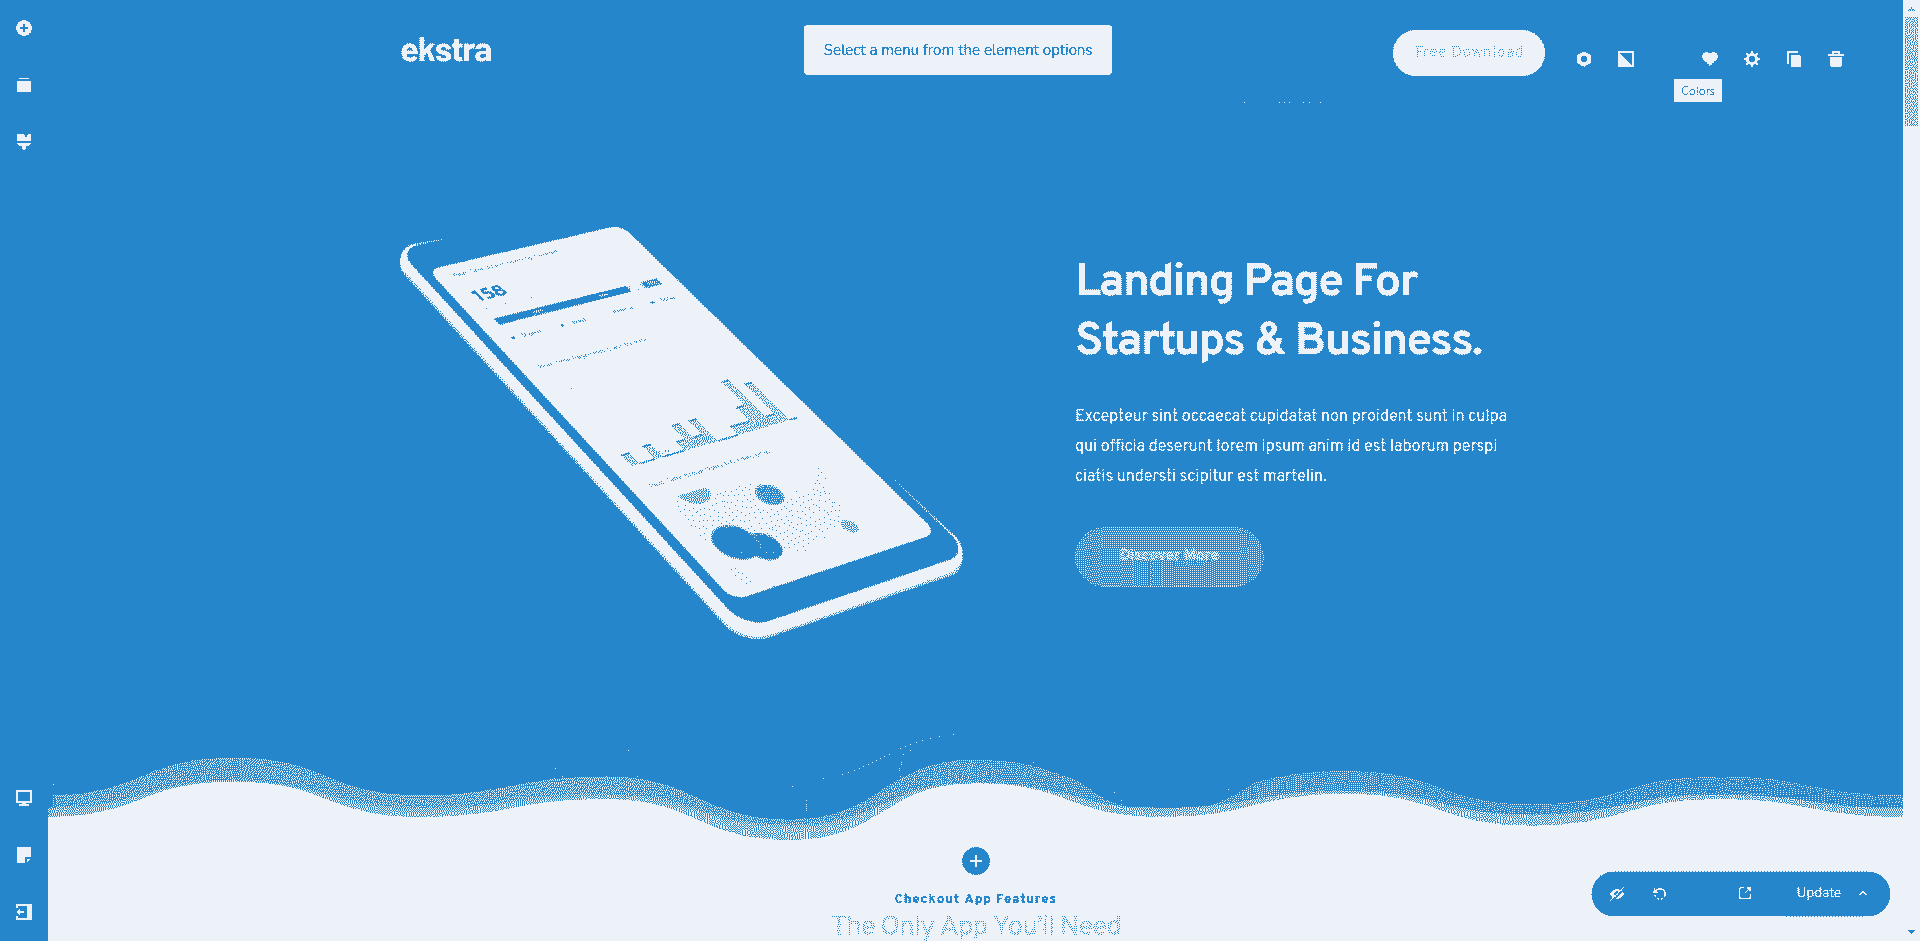 ekstra
Select a menu from the element options
Free Download
Colors
158
Landing Page For
Startups & Business.
Excepteur sint occaecat cupidatat non proident sunt in culpa
qui officia deserunt lorem ipsum anim id est laborum perspi
ciatis understi scipitur est martelin.
Discover More
Checkout App Features
The Only App You'll Need
Update